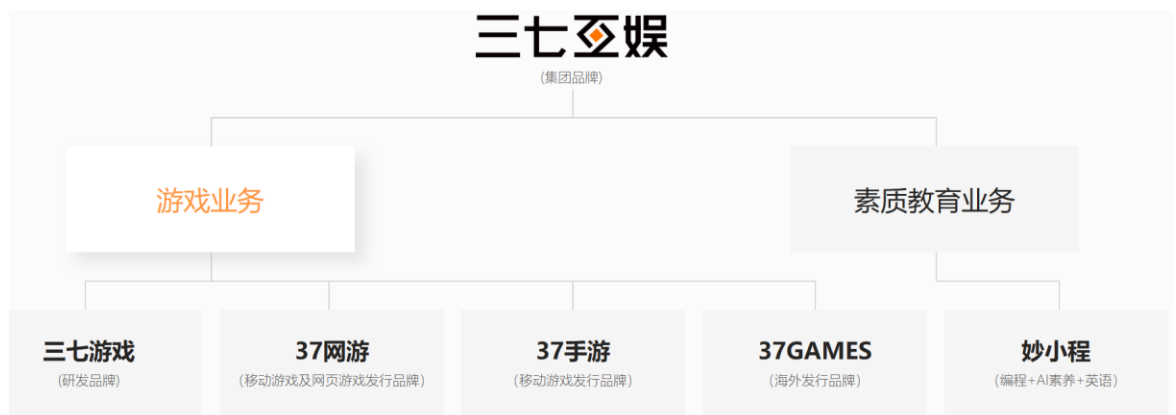 三七互娱
(集团品牌)
游戏业务
素质教育业务
三七游戏
(研发品牌)
37网游
(移动游戏及网页游戏发行品牌)
37手游
(移动游戏发行品牌)
37GAMES
(海外发行品牌)
妙小程
(编程+AI素养+英语)